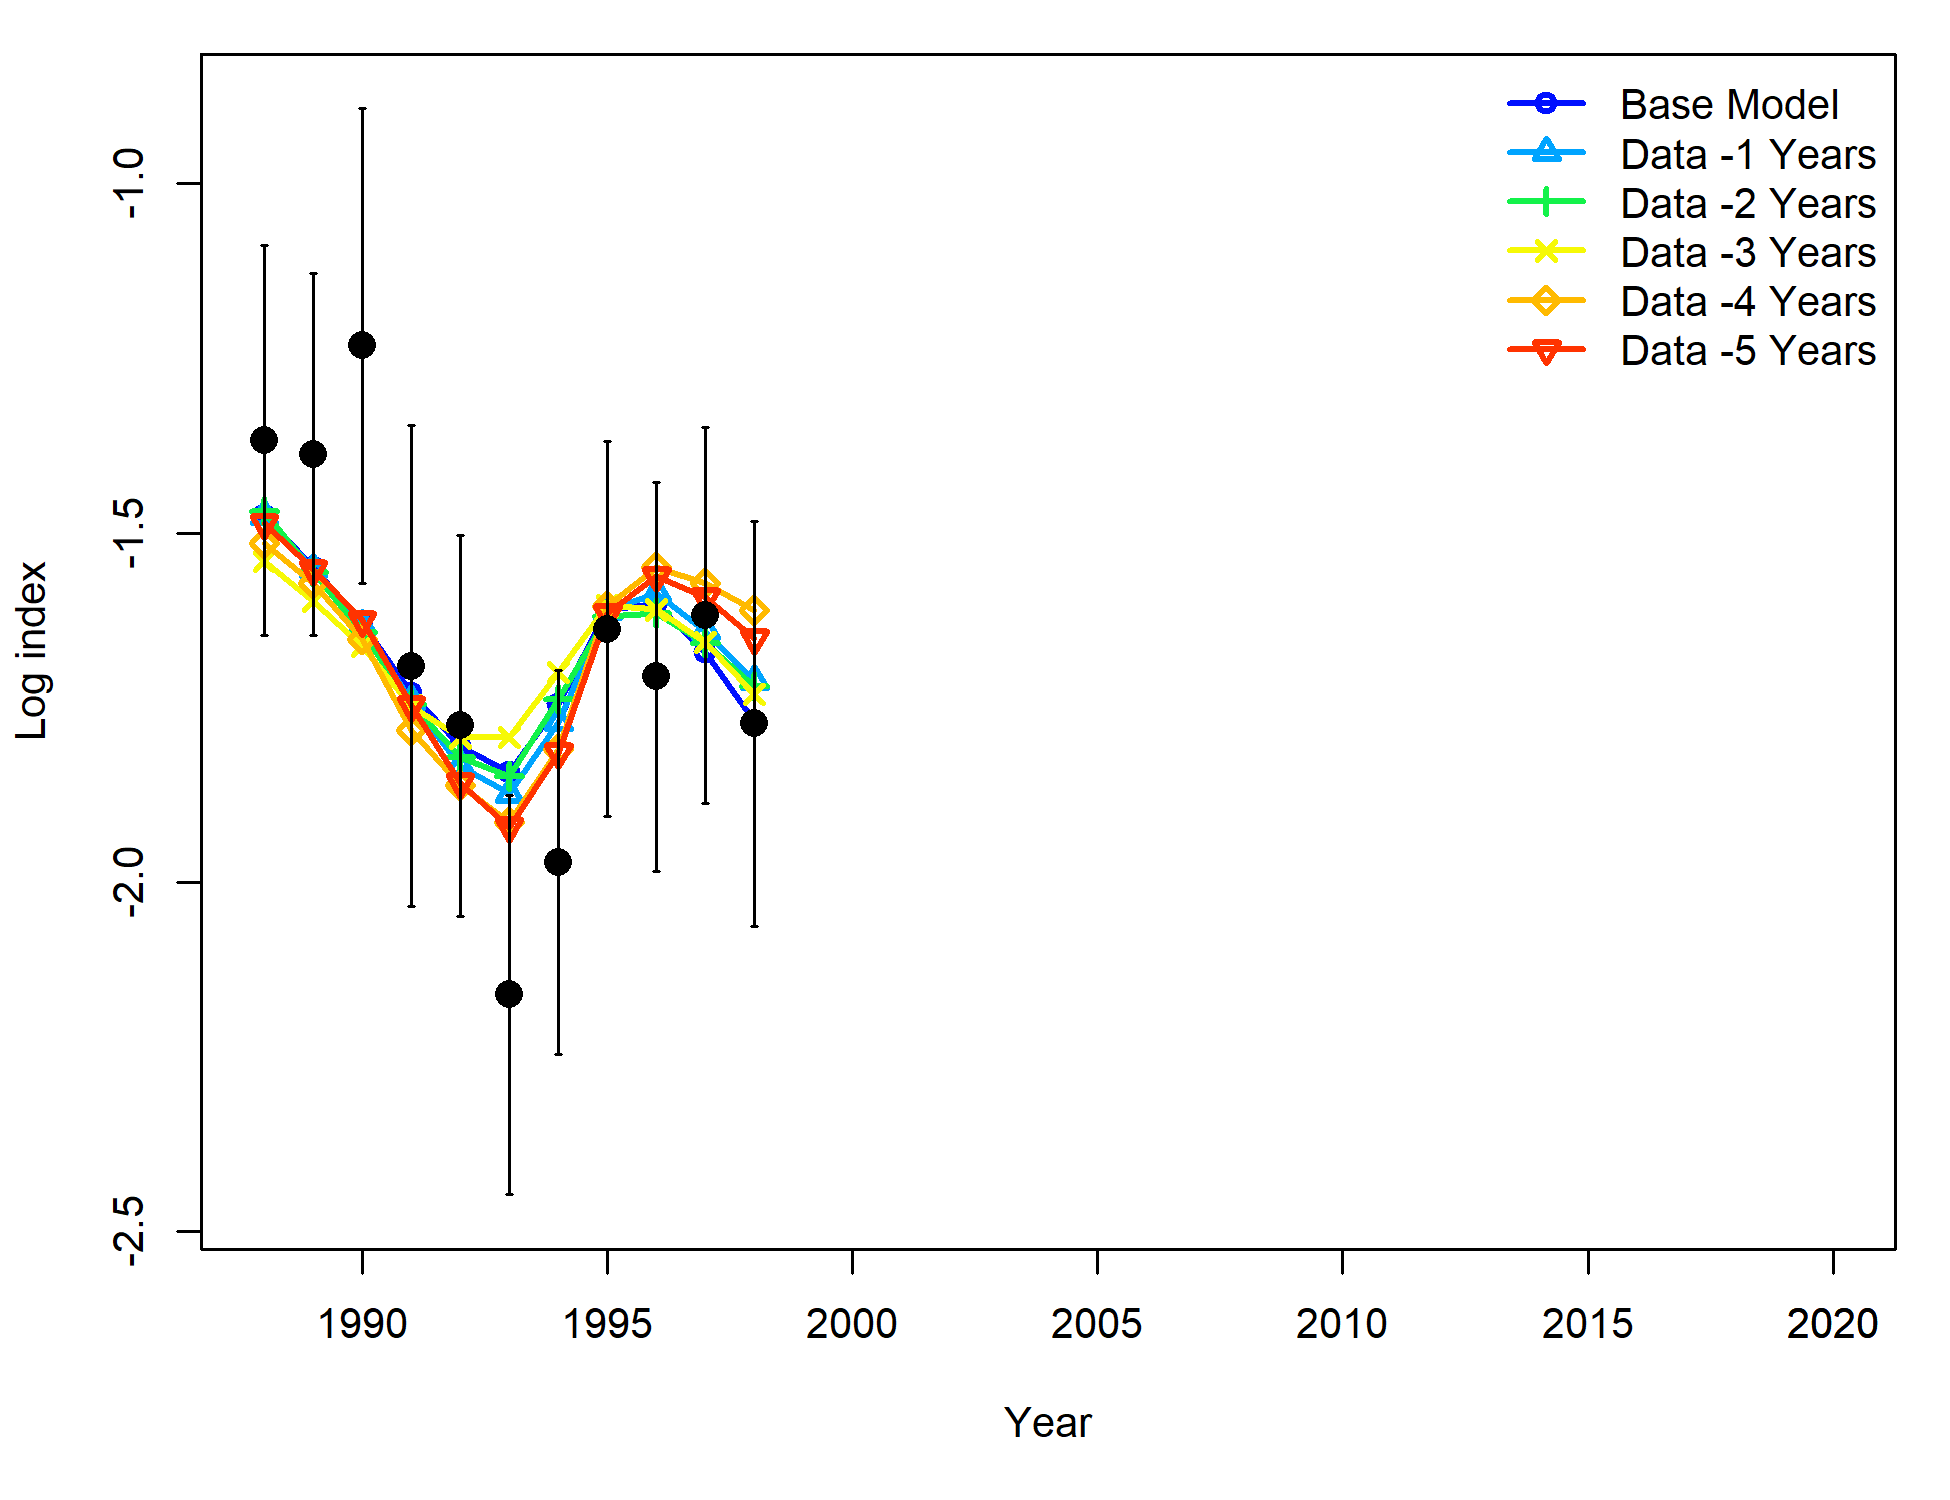 Base Model
Data -1 Years
Data -2 Years
Data -3 Years
Data -4 Years
Data -5 Years
-1.0
-1.5
-2.0
-2.5
Log index
1990 1995 2000 2005 2010 2015 2020
Year